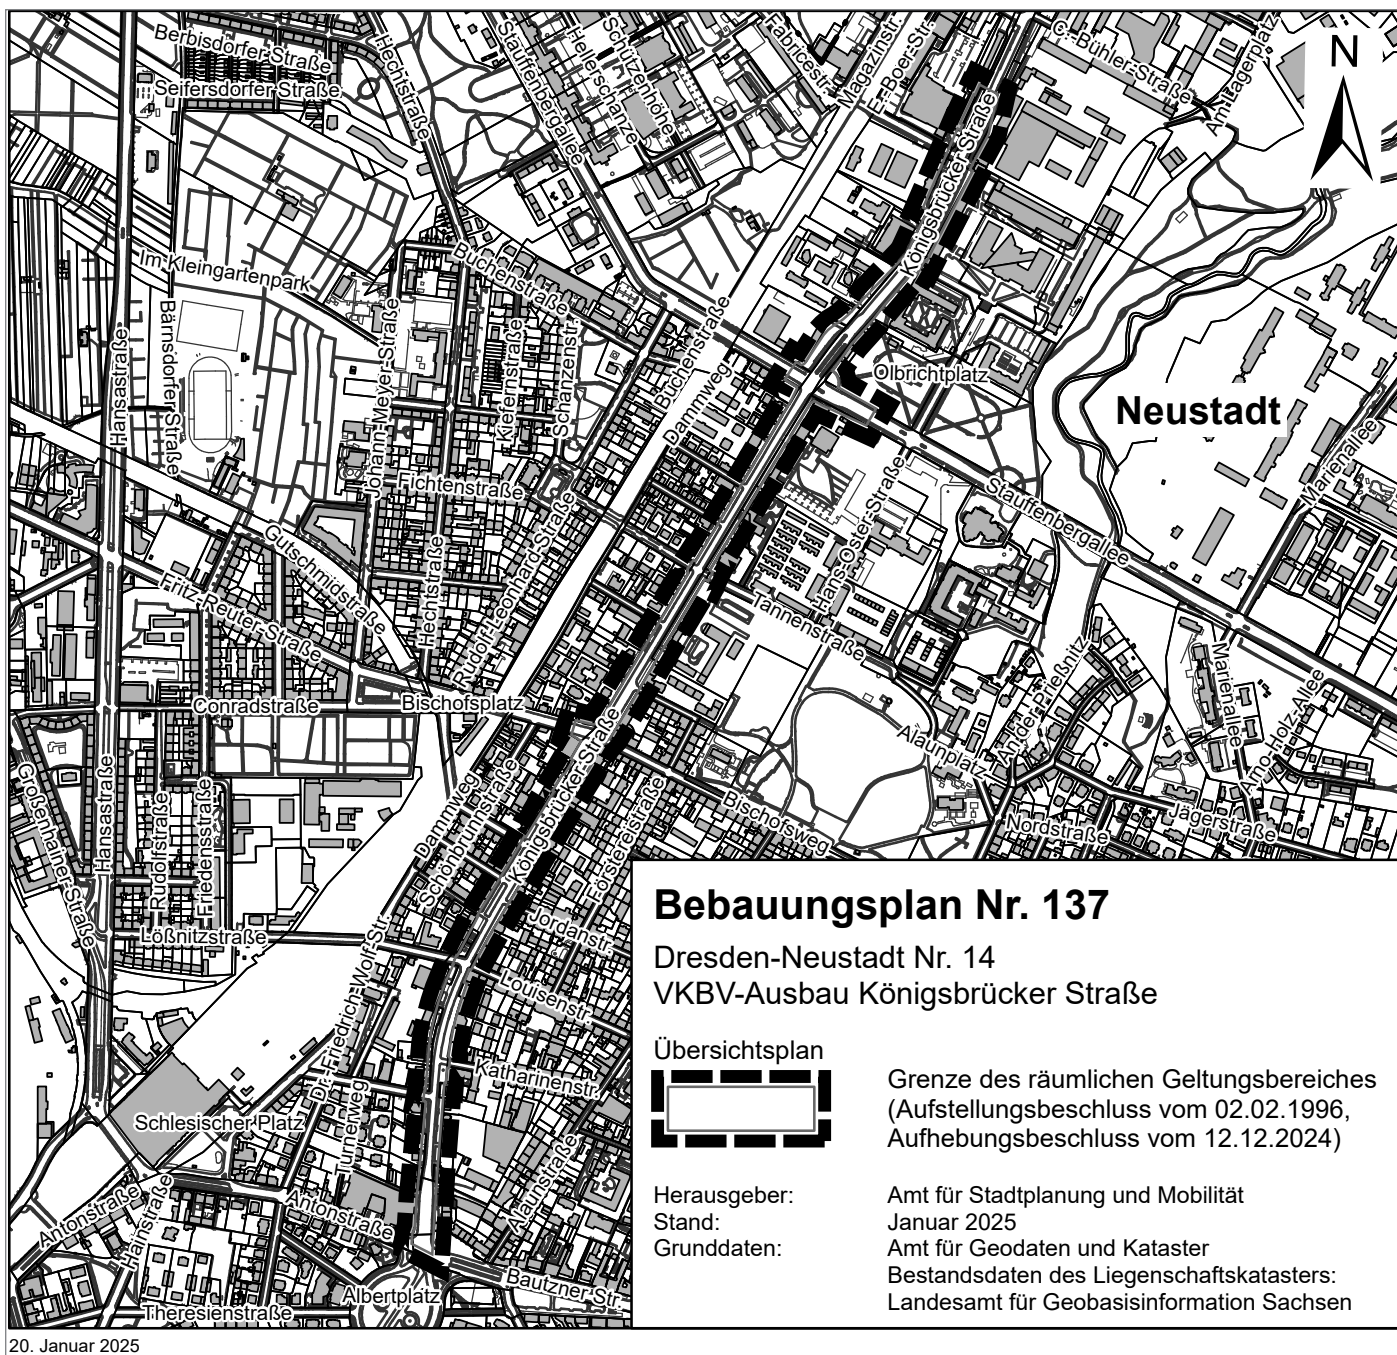 Berbisdorfer Straße
Seifersdorfer Straße
Hechtstraße
Stauffenbergallee
Heilerschanze
Schützenhöhe
Fabricestr.
Magazinstr.
E.-Boer-Str.
C.-Bühler-Straße
Amtlagerplatz
N
Königsbrücker Straße
Im Kleingartenpark
Buchenstraße
Bärnsdorfer Straße
Hansastraße
Johann-Meyer-Straße
Kiefernstraße
Schanzenstr.
Buchenstraße
Dammweg
Olbrichtplatz
Neustadt
Marienallee
Fichtenstraße
Hans-Oster-Straße
Stauffenbergallee
Gutschmidstraße
Hechtstraße
Rudolf-Leonhard-Straße
Fritz-Reuter-Straße
Tannenstraße
An der Prießnitz
Marienallee
Arno-Holz-Allee
Conradstraße
Bischofsplatz
Königsbrücker Straße
Alaunplatz
Großenhainer Straße
Hansastraße
Rudolfstraße
Friedensstraße
Dammweg
Schönbrunnstraße
Königsbrücker Straße
Förstereistraße
Bischofsweg
Nordstraße
Jägerstraße
Lößnitzstraße
Jordanstr.
Louisenstr.
Dr.-Friedrich-Wolf-Str.
Katharinenstr.
Schlesischer Platz
Turnerweg
Alaunstraße
Antonstraße
Hainstraße
Antonstraße
Albertplatz
Bautzner Str.
Theresienstraße
Bebauungsplan Nr. 137
Dresden-Neustadt Nr. 14
VKBV-Ausbau Königsbrücker Straße
Übersichtsplan
Grenze des räumlichen Geltungsbereiches
(Aufstellungsbeschluss vom 02.02.1996,
Aufhebungsbeschluss vom 12.12.2024)
Herausgeber: Amt für Stadtplanung und Mobilität
Stand: Januar 2025
Grunddaten: Amt für Geodaten und Kataster
Bestandsdaten des Liegenschaftskatasters:
Landesamt für Geobasisinformation Sachsen
20. Januar 2025